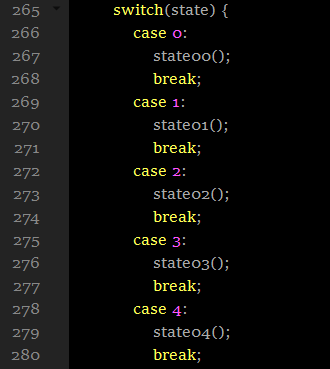 265 switch(state) {
266 case 0:
267 state00();
268 break;
269 case 1:
270 state01();
271 break;
272 case 2:
273 state02();
274 break;
275 case 3:
276 state03();
277 break;
278 case 4:
279 state04();
280 break;